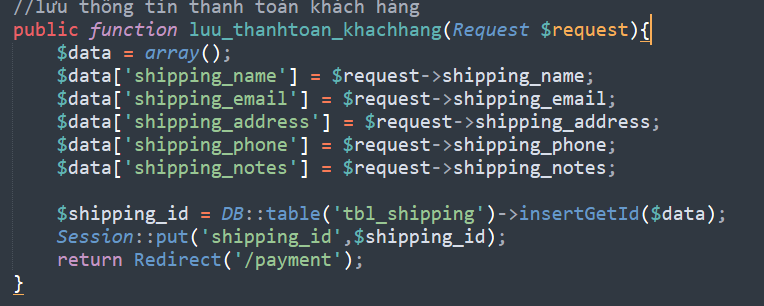 //lưu thông tin thanh toán khách hàng
public function luu_thanhtoan_khachhang(Request $request){
$data = array();
$data['shipping_name'] = $request->shipping_name;
$data['shipping_email'] = $request->shipping_email;
$data['shipping_address'] = $request->shipping_address;
$data['shipping_phone'] = $request->shipping_phone;
$data['shipping_notes'] = $request->shipping_notes;
$shipping_id = DB::table('tbl_shipping')->insertGetId($data);
Session::put('shipping_id',$shipping_id);
return Redirect('/payment');
}